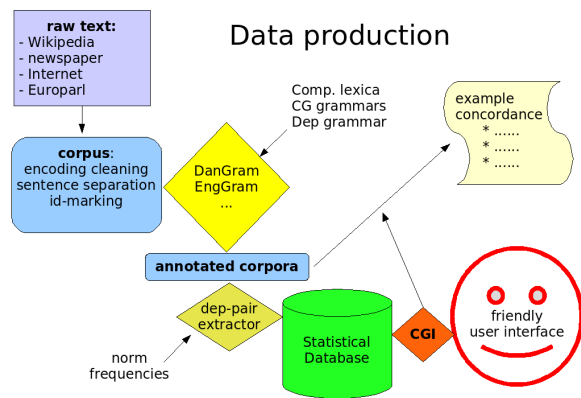 Data production
raw text:
- Wikipedia
- newspaper
- Internet
- Europarl
Comp. lexica
CG grammars
Dep grammar
example
concordance
* ......
* ......
* ......
corpus:
encoding cleaning
sentence separation
id-marking
DanGram
EngGram
...
annotated corpora
dep-pair
extractor
norm
frequencies
Statistical
Database
CGI
friendly
user interface